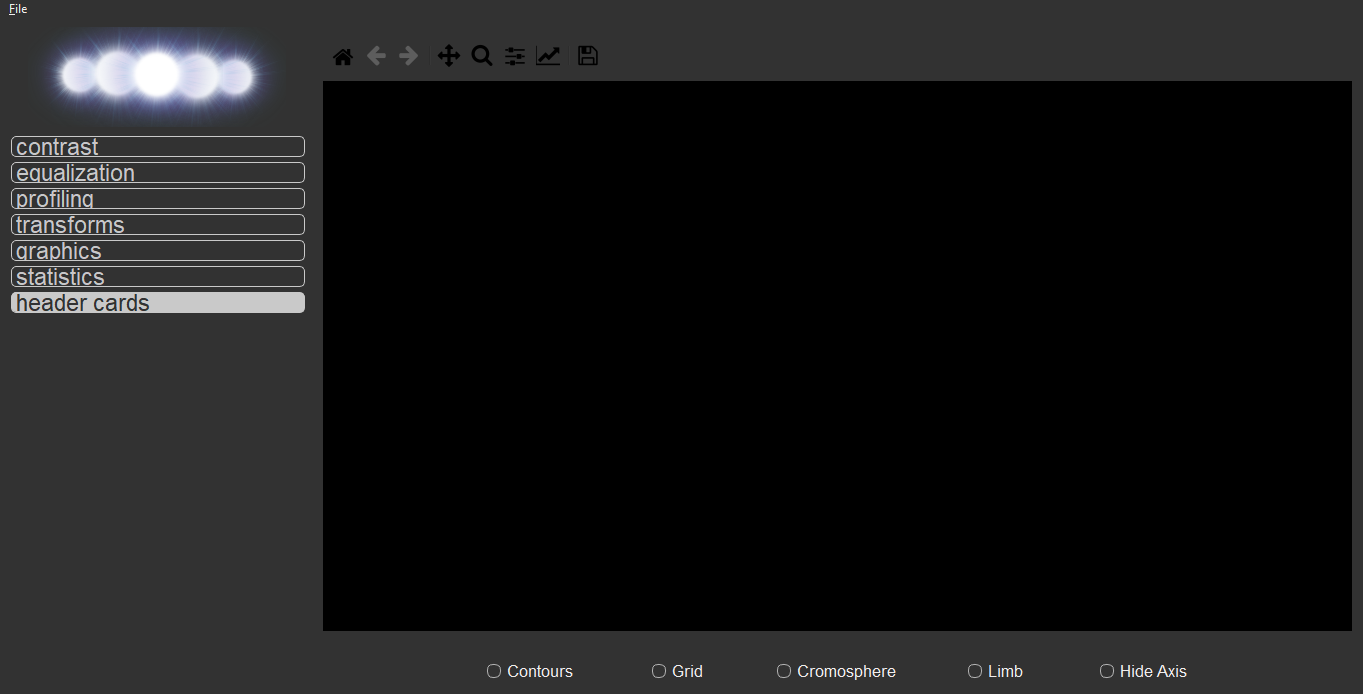 File
contrast
equalization
profiling
transforms
graphics
statistics
header cards
Contours Grid Cromosphere Limb Hide Axis